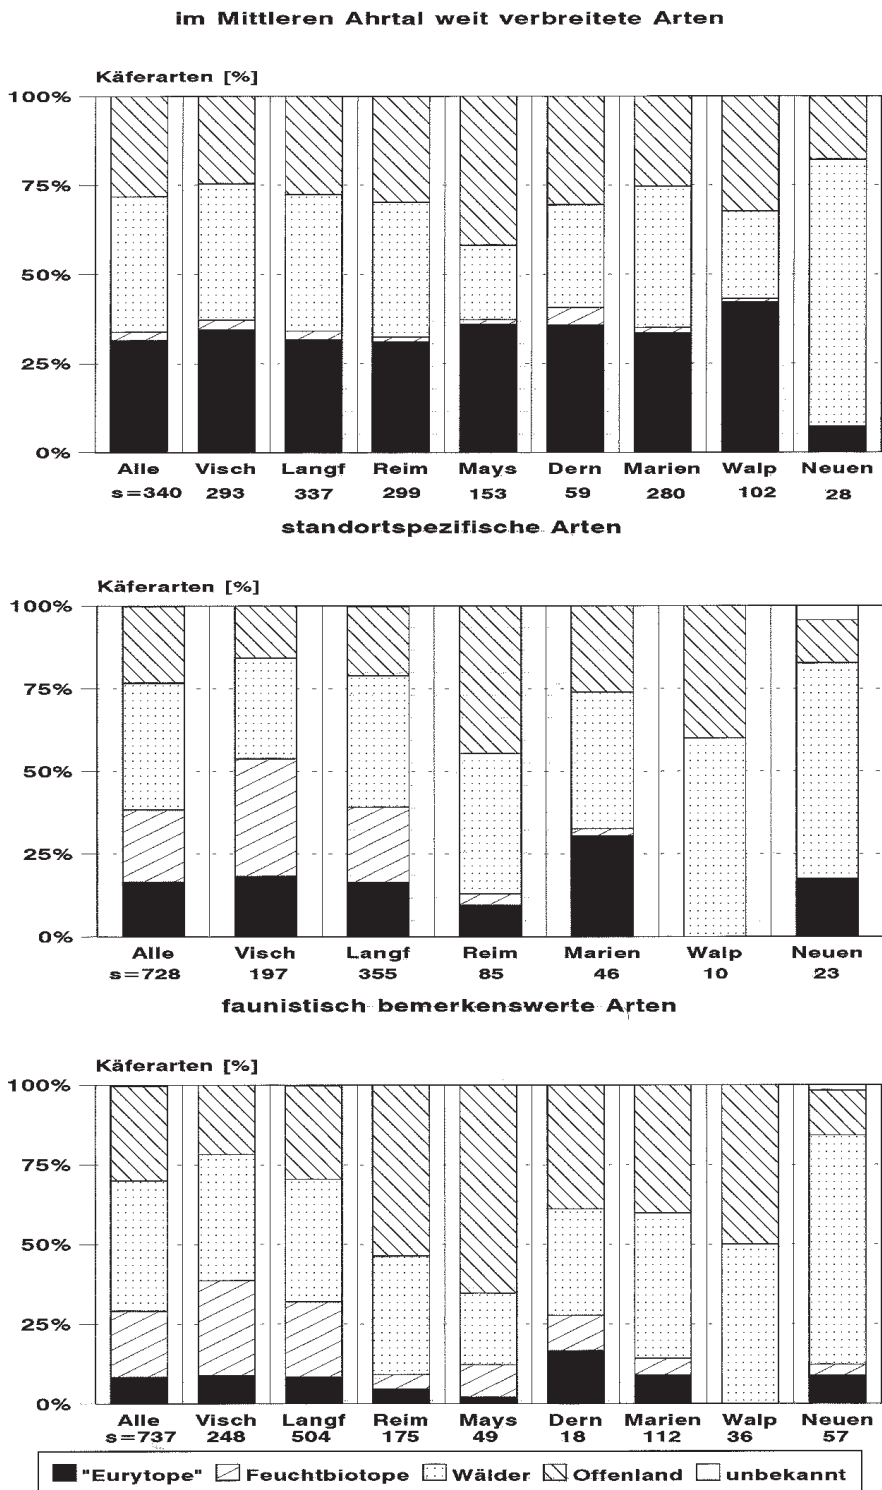 im Mittleren Ahrtal weit verbreitete Arten
Käferarten [%]
100%
75%
50%
25%
0%
Alle Visch Langf Reim Mays Dern Marien Walp Neuen
s=340 293 337 299 153 59 280 102 28
standortspezifische Arten
Käferarten [%]
100%
75%
50%
25%
0%
Alle Visch Langf Reim Marien Walp Neuen
s=728 197 355 85 46 10 23
faunistisch bemerkenswerte Arten
Käferarten [%]
100%
75%
50%
25%
0%
Alle Visch Langf Reim Mays Dern Marien Walp Neuen
s=737 248 504 175 49 18 112 36 57
"Eurytope" Feuchtbiotope Wälder Offenland unbekannt